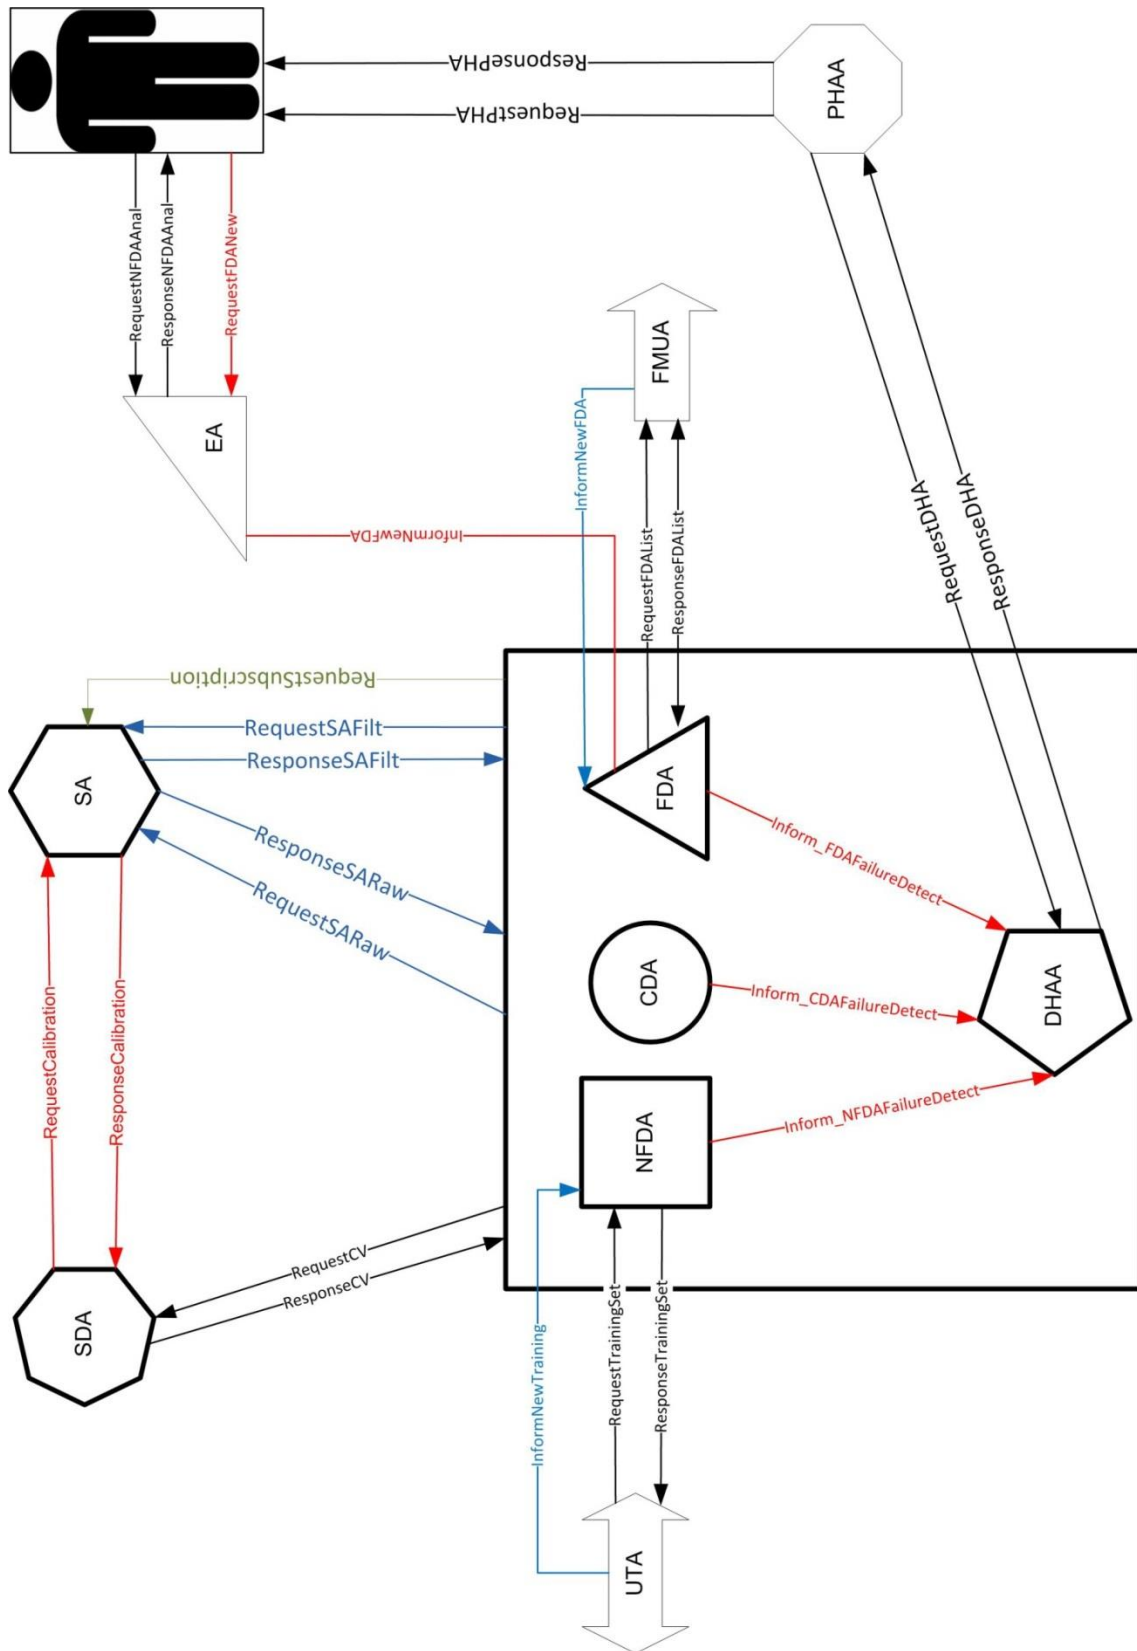 ResponsePHA
RequestPHA
PHAA
RequestNFDAAnal
ResponseNFDAAnal
RequestFDANew
EA
InformNewFDA
FMUA
InformNewFDA
RequestFDAList
ResponseFDAList
RequestDHA
ResponseDHA
SA
RequestSubscription
RequestSAFilt
ResponseSAFilt
ResponseSARaw
RequestSARaw
RequestCalibration
ResponseCalibration
SDA
RequestCV
ResponseCV
FDA
CDA
NFDA
DHAA
Inform_FDAFailureDetect
Inform_CDAFailureDetect
Inform_NFDAFailureDetect
InformNewTraining
RequestTrainingSet
ResponseTrainingSet
UTA